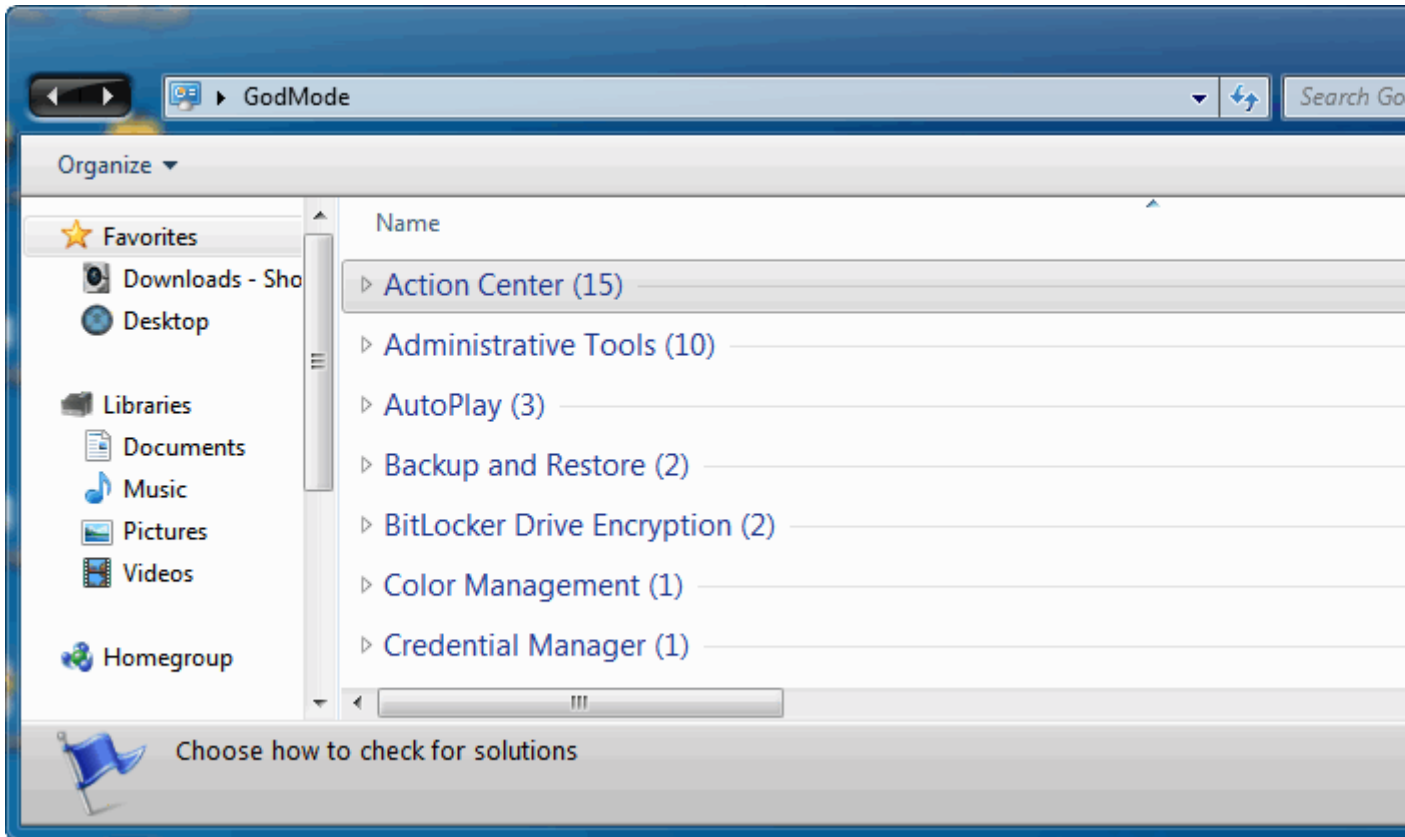 GodMode
Search Go
Organize
Favorites
Downloads - Sho
Desktop
Libraries
Documents
Music
Pictures
Videos
Homegroup
Name
Action Center (15)
Administrative Tools (10)
AutoPlay (3)
Backup and Restore (2)
BitLocker Drive Encryption (2)
Color Management (1)
Credential Manager (1)
Choose how to check for solutions